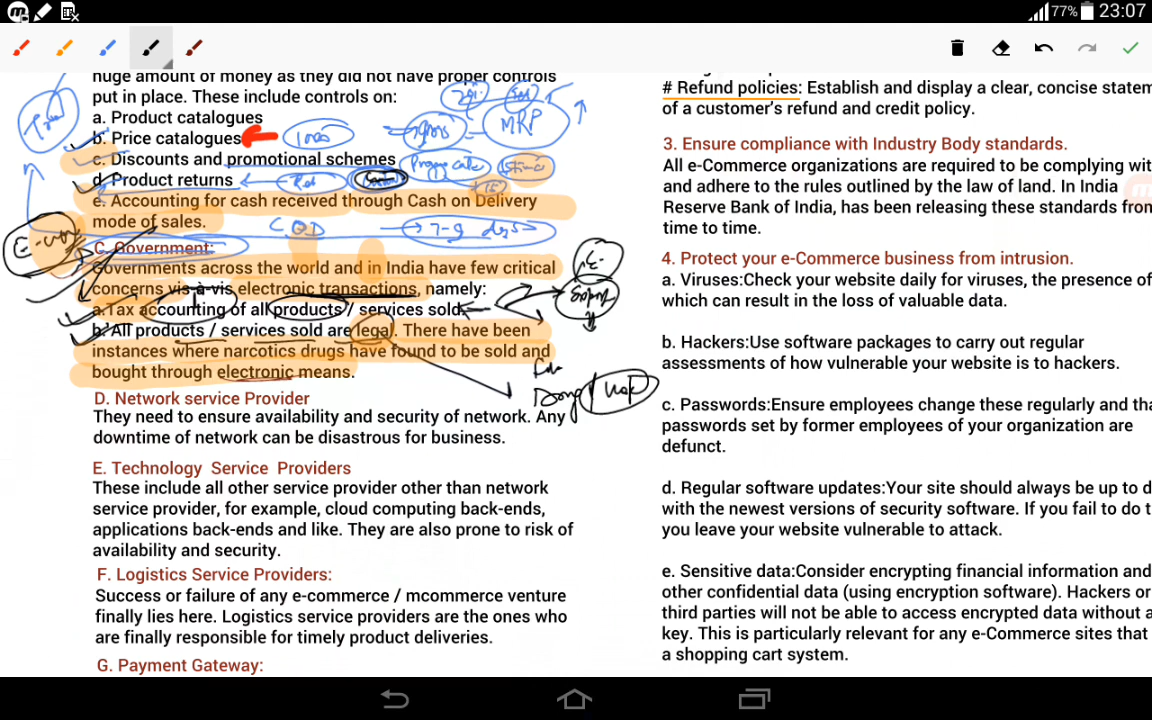 77% 23:07
huge amount of money as they did not have proper controls
put in place. These include controls on:
a. Product catalogues
b. Price catalogues
c. Discounts and promotional schemes
d. Product returns
e. Accounting for cash received through Cash on Delivery
mode of sales.
MRP
COD
C. Government:
Governments across the world and in India have few critical
concerns vis-à-vis electronic transactions, namely:
a. Tax accounting of all products / services sold.
b. All products / services sold are legal. There have been
instances where narcotics drugs have found to be sold and
bought through electronic means.
D. Network service Provider
They need to ensure availability and security of network. Any
downtime of network can be disastrous for business.
E. Technology Service Providers
These include all other service provider other than network
service provider, for example, cloud computing back-ends,
applications back-ends and like. They are also prone to risk of
availability and security.
F. Logistics Service Providers:
Success or failure of any e-commerce / mcommerce venture
finally lies here. Logistics service providers are the ones who
are finally responsible for timely product deliveries.
G. Payment Gateway:
# Refund policies: Establish and display a clear, concise statem
of a customer's refund and credit policy.
3. Ensure compliance with Industry Body standards.
All e-Commerce organizations are required to be complying wit
and adhere to the rules outlined by the law of land. In India
Reserve Bank of India, has been releasing these standards from
time to time.
4. Protect your e-Commerce business from intrusion.
a. Viruses:Check your website daily for viruses, the presence of
which can result in the loss of valuable data.
b. Hackers:Use software packages to carry out regular
assessments of how vulnerable your website is to hackers.
c. Passwords:Ensure employees change these regularly and tha
passwords set by former employees of your organization are
defunct.
d. Regular software updates:Your site should always be up to d
with the newest versions of security software. If you fail to do t
you leave your website vulnerable to attack.
e. Sensitive data:Consider encrypting financial information and
other confidential data (using encryption software). Hackers or
third parties will not be able to access encrypted data without a
key. This is particularly relevant for any e-Commerce sites that
a shopping cart system.